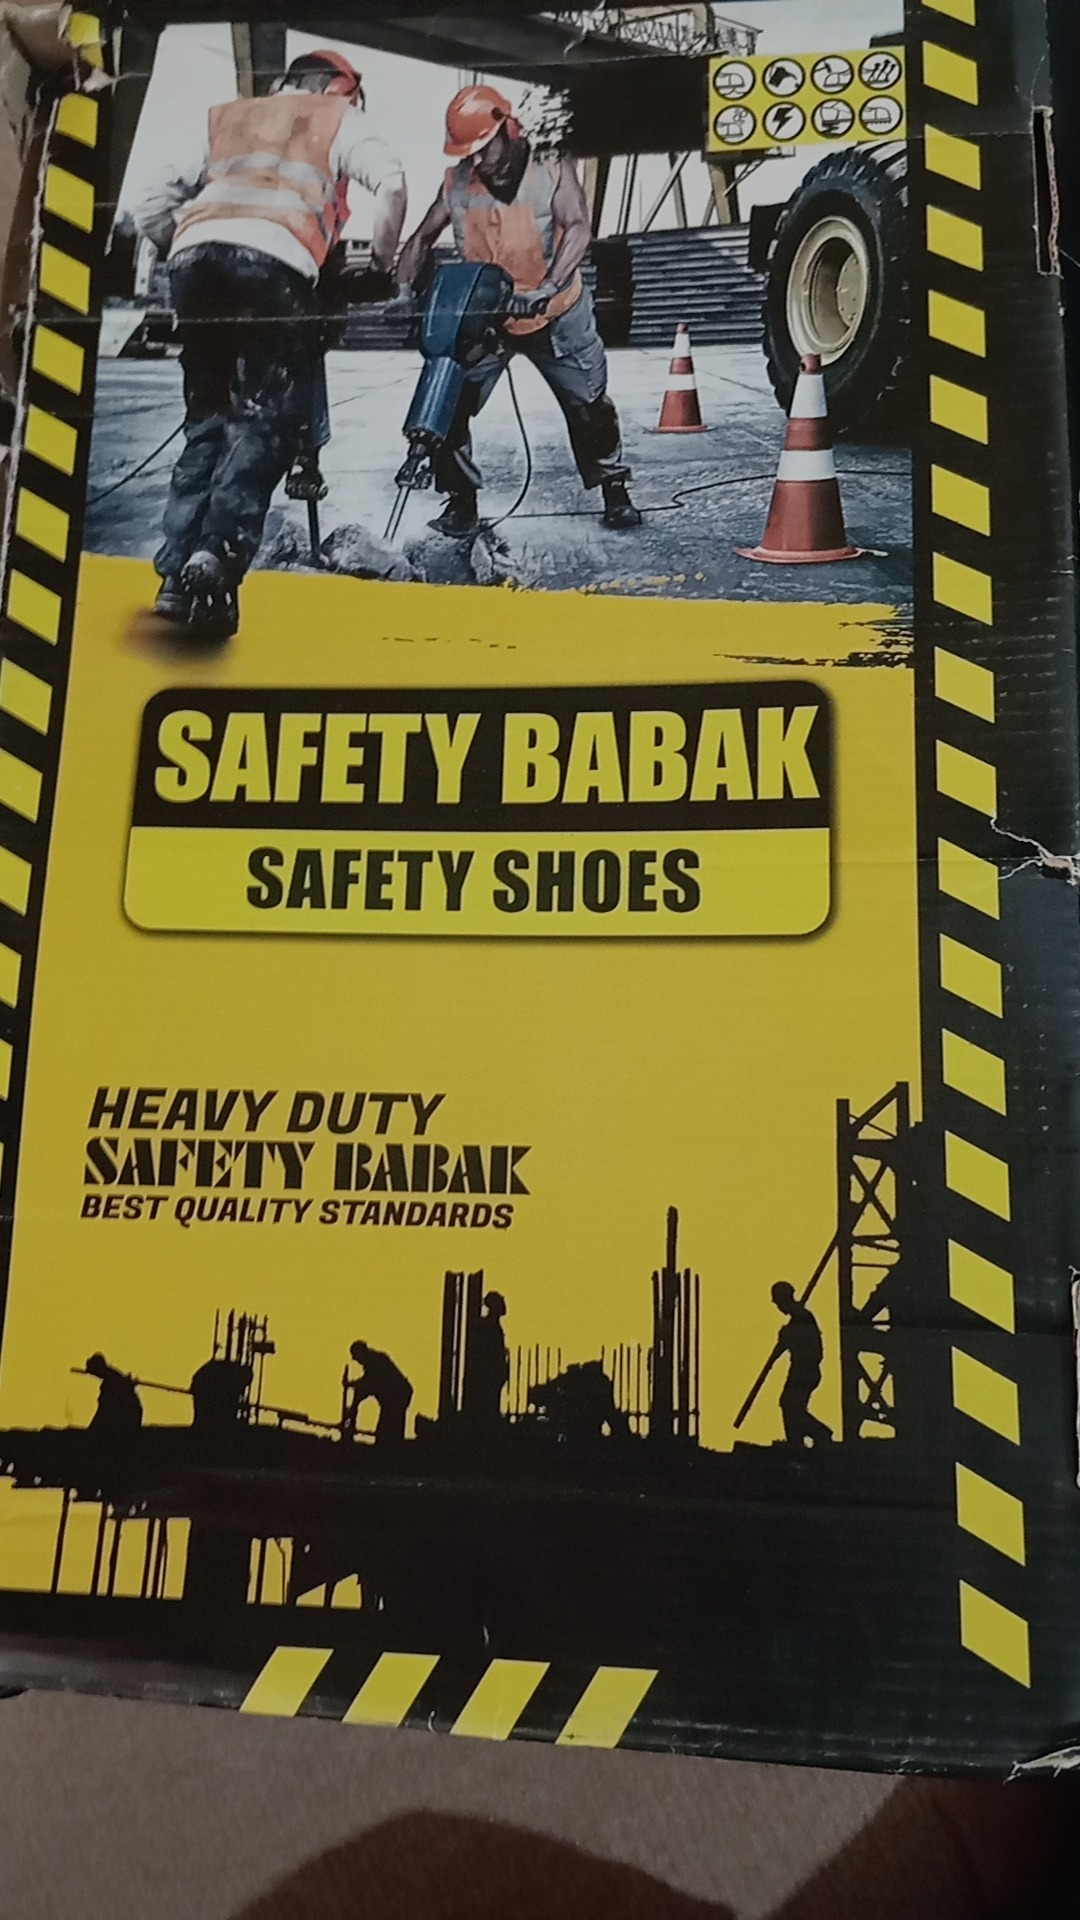 SAFETY BABAK
SAFETY SHOES
HEAVY DUTY
SAFETY BABAK
BEST QUALITY STANDARDS